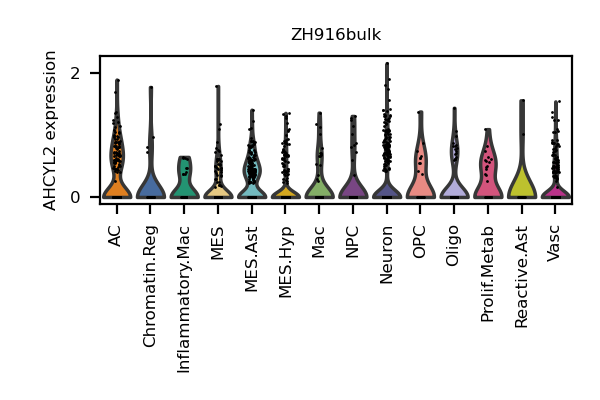 ZH916bulk
AHCYL2 expression
2
0
AC
Chromatin.Reg
Inflammatory.Mac
MES
MES.Ast
MES.Hyp
Mac
NPC
Neuron
OPC
Oligo
Prolif.Metab
Reactive.Ast
Vasc